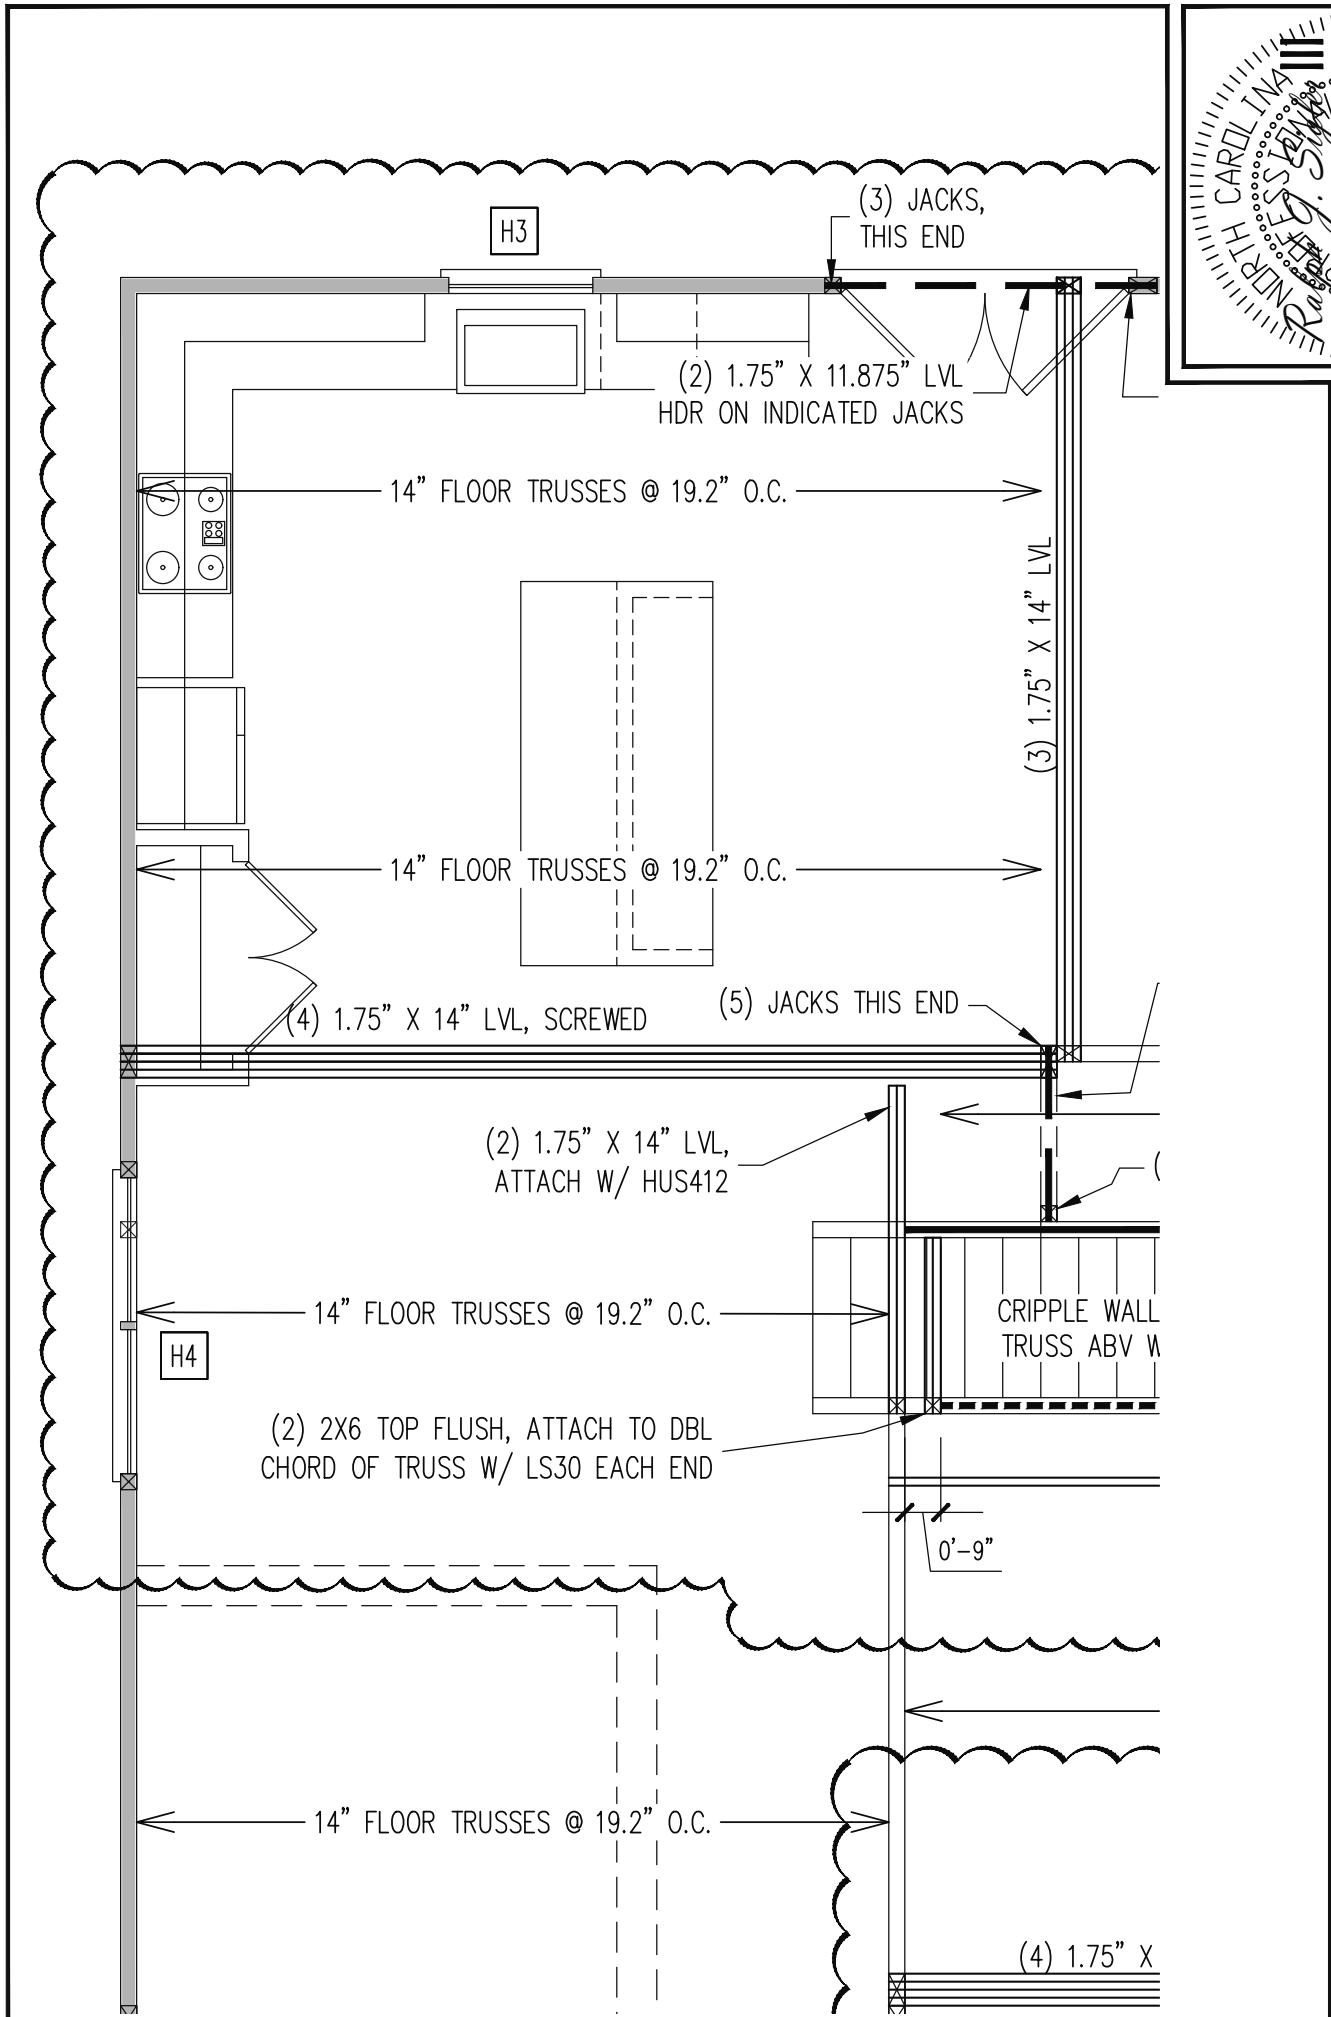 NORTH CAROLINA
H3
(3) JACKS,
THIS END
(2) 1.75" X 11.875" LVL
HDR ON INDICATED JACKS
14" FLOOR TRUSSES @ 19.2" O.C.
(3) 1.75" X 14" LVL
14" FLOOR TRUSSES @ 19.2" O.C.
(5) JACKS THIS END
(4) 1.75" X 14" LVL, SCREWED
(2) 1.75" X 14" LVL,
ATTACH W/ HUS412
(
14" FLOOR TRUSSES @ 19.2" O.C.
CRIPPLE WALL
TRUSS ABV W
H4
(2) 2X6 TOP FLUSH, ATTACH TO DBL
CHORD OF TRUSS W/ LS30 EACH END
0'-9"
14" FLOOR TRUSSES @ 19.2" O.C.
(4) 1.75" X